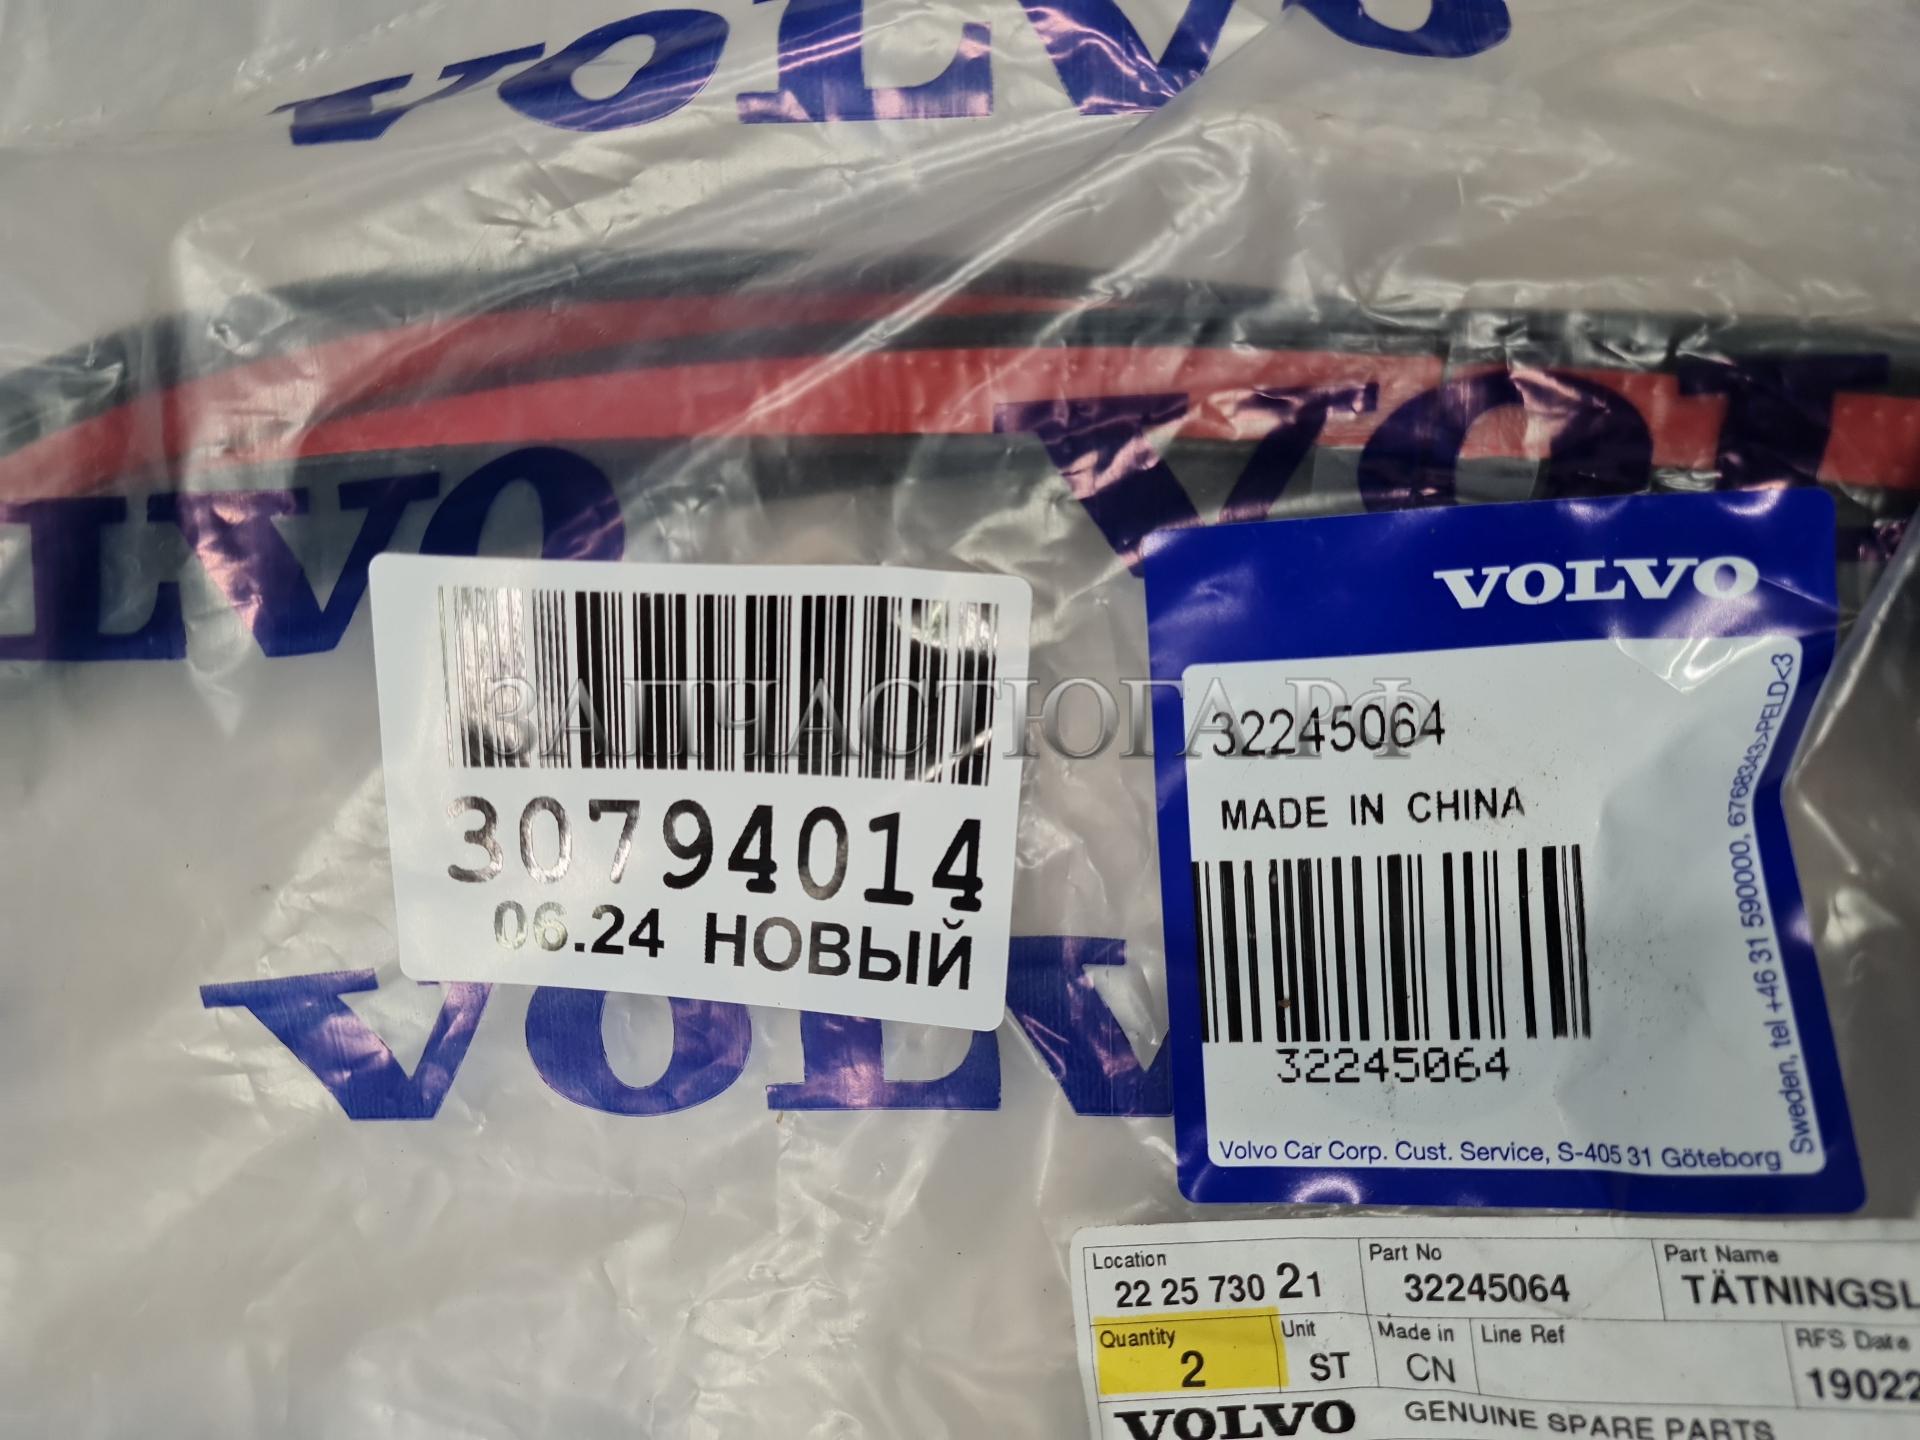 VOLVO
VOLVO
VOL
VOLV
30794014
06.24 НОВЫЙ
ЗАПЧАСТЮГА.РФ
VOLVO
32245064
MADE IN CHINA
32245064
Volvo Car Corp. Cust. Service, S-405 31 Göteborg
Sweden, tel +46 31 590000, 6768343>PELD<3
Location
22 25 730 21
Part No
32245064
Part Name
TÄTNINGSL
Quantity
2
Unit
ST
Made in
CN
Line Ref
RFS Date
19022
VOLVO
GENUINE SPARE PARTS